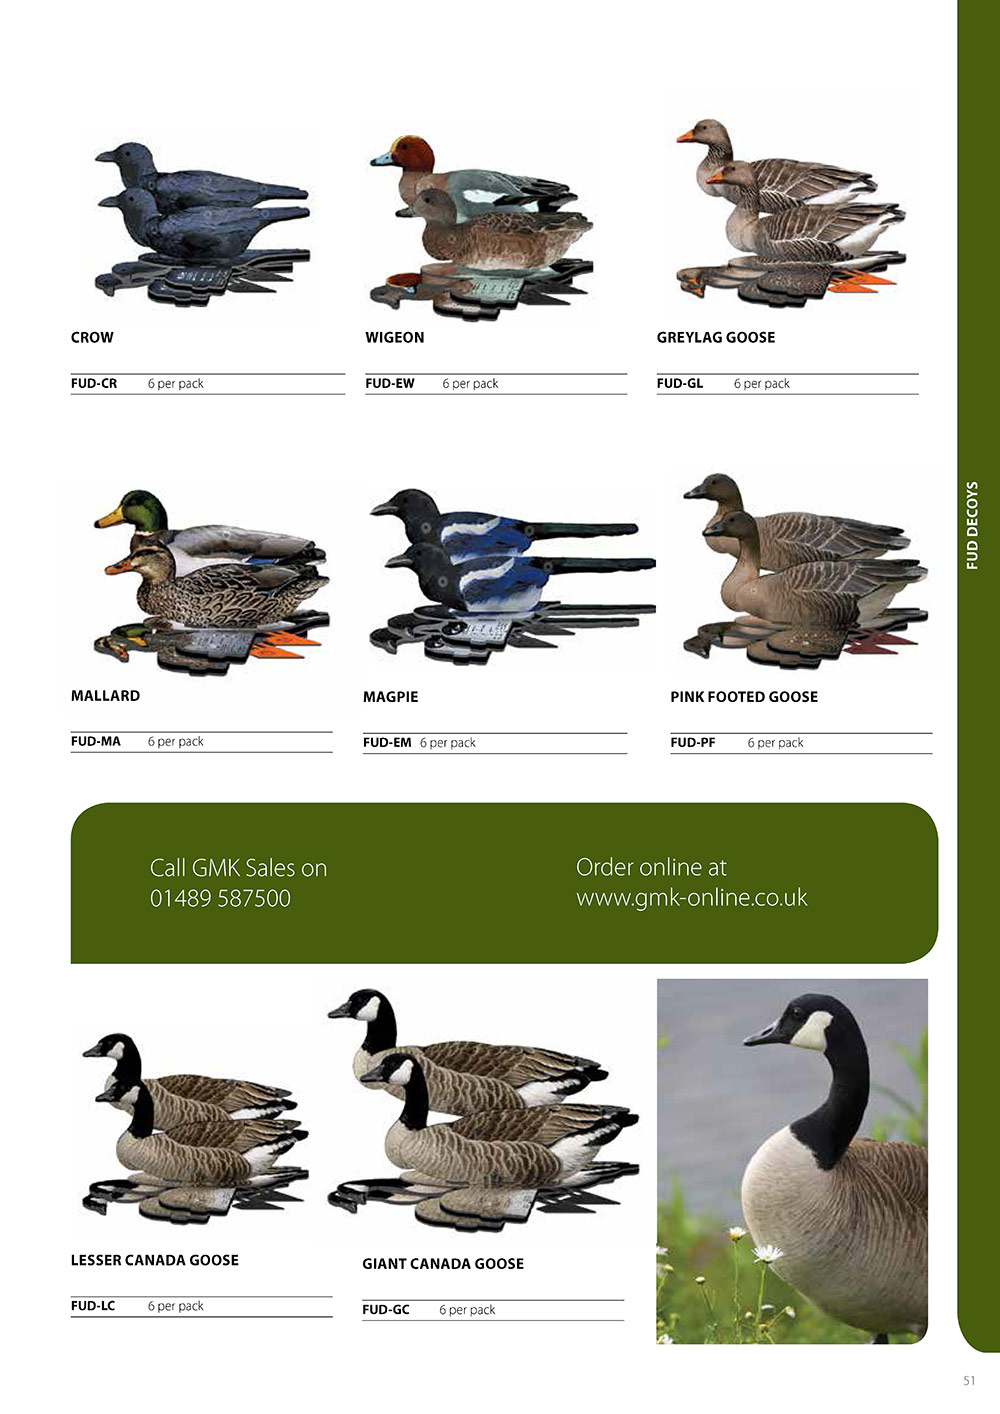 CROW
FUD-CR 6 per pack
WIGEON
FUD-EW 6 per pack
GREYLAG GOOSE
FUD-GL 6 per pack
MALLARD
FUD-MA 6 per pack
MAGPIE
FUD-EM 6 per pack
PINK FOOTED GOOSE
FUD-PF 6 per pack
Call GMK Sales on
01489 587500
Order online at
www.gmk-online.co.uk
LESSER CANADA GOOSE
FUD-LC 6 per pack
GIANT CANADA GOOSE
FUD-GC 6 per pack
FUD DECOYS
51